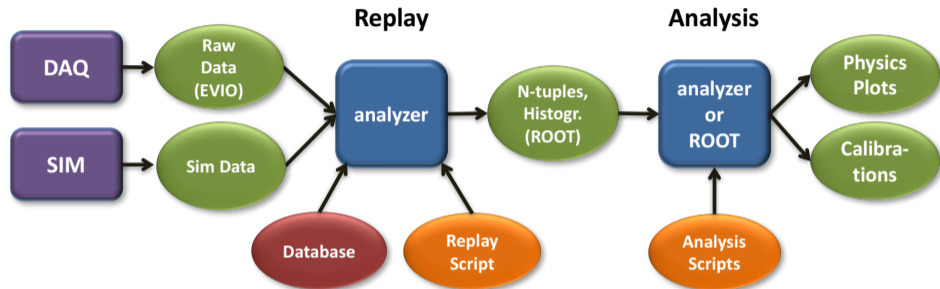 Replay
Analysis
DAQ
Raw
Data
(EVIO)
SIM
Sim Data
analyzer
Database
Replay
Script
N-tuples,
Histogr.
(ROOT)
analyzer
or
ROOT
Analysis
Scripts
Physics
Plots
Calibra-
tions